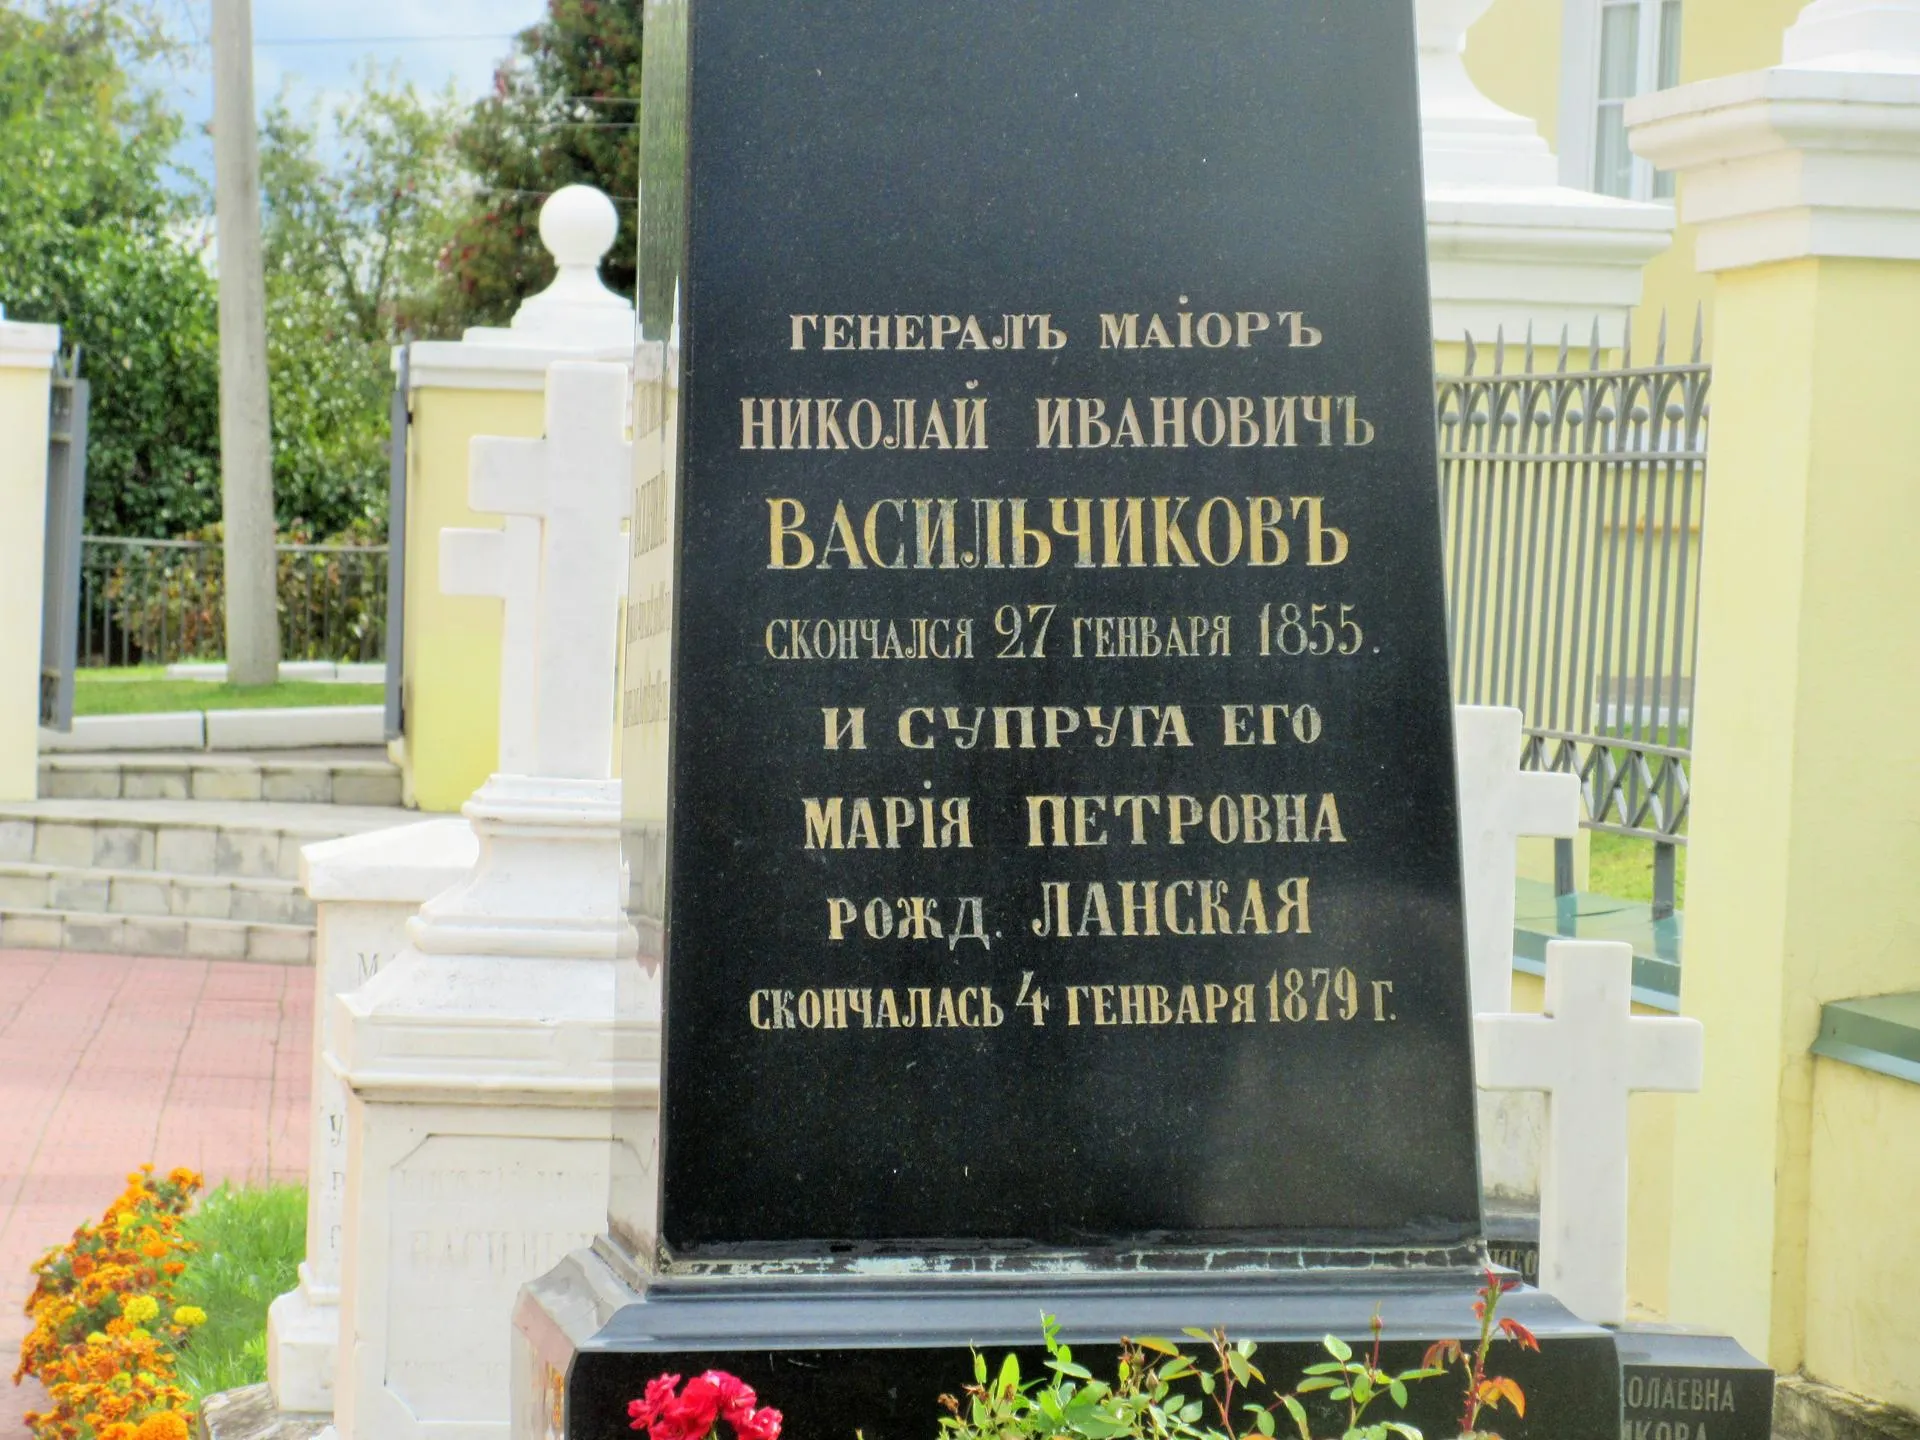 ГЕНЕРАЛЪ МАІОРЪ
НИКОЛАЙ ИВАНОВИЧЪ
ВАСИЛЬЧИКОВЪ
СКОНЧАЛСЯ 27 ГЕНВАРЯ 1855.
И СУПРУГА ЕГО
МАРІЯ ПЕТРОВНА
РОЖД. ЛАНСКАЯ
СКОНЧАЛАСЬ 4 ГЕНВАРЯ 1879 Г.